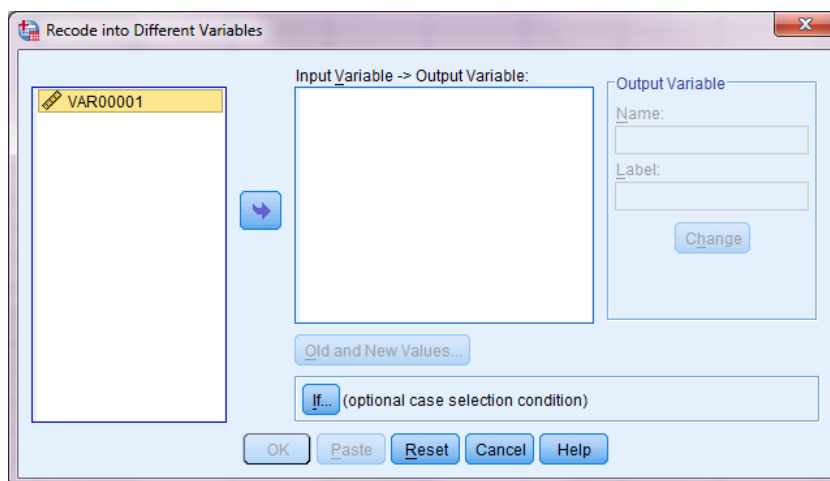 Recode into Different Variables
VAR00001
Input Variable -> Output Variable:
Output Variable
Name:
Label:
Change
Old and New Values...
If... (optional case selection condition)
OK Paste Reset Cancel Help